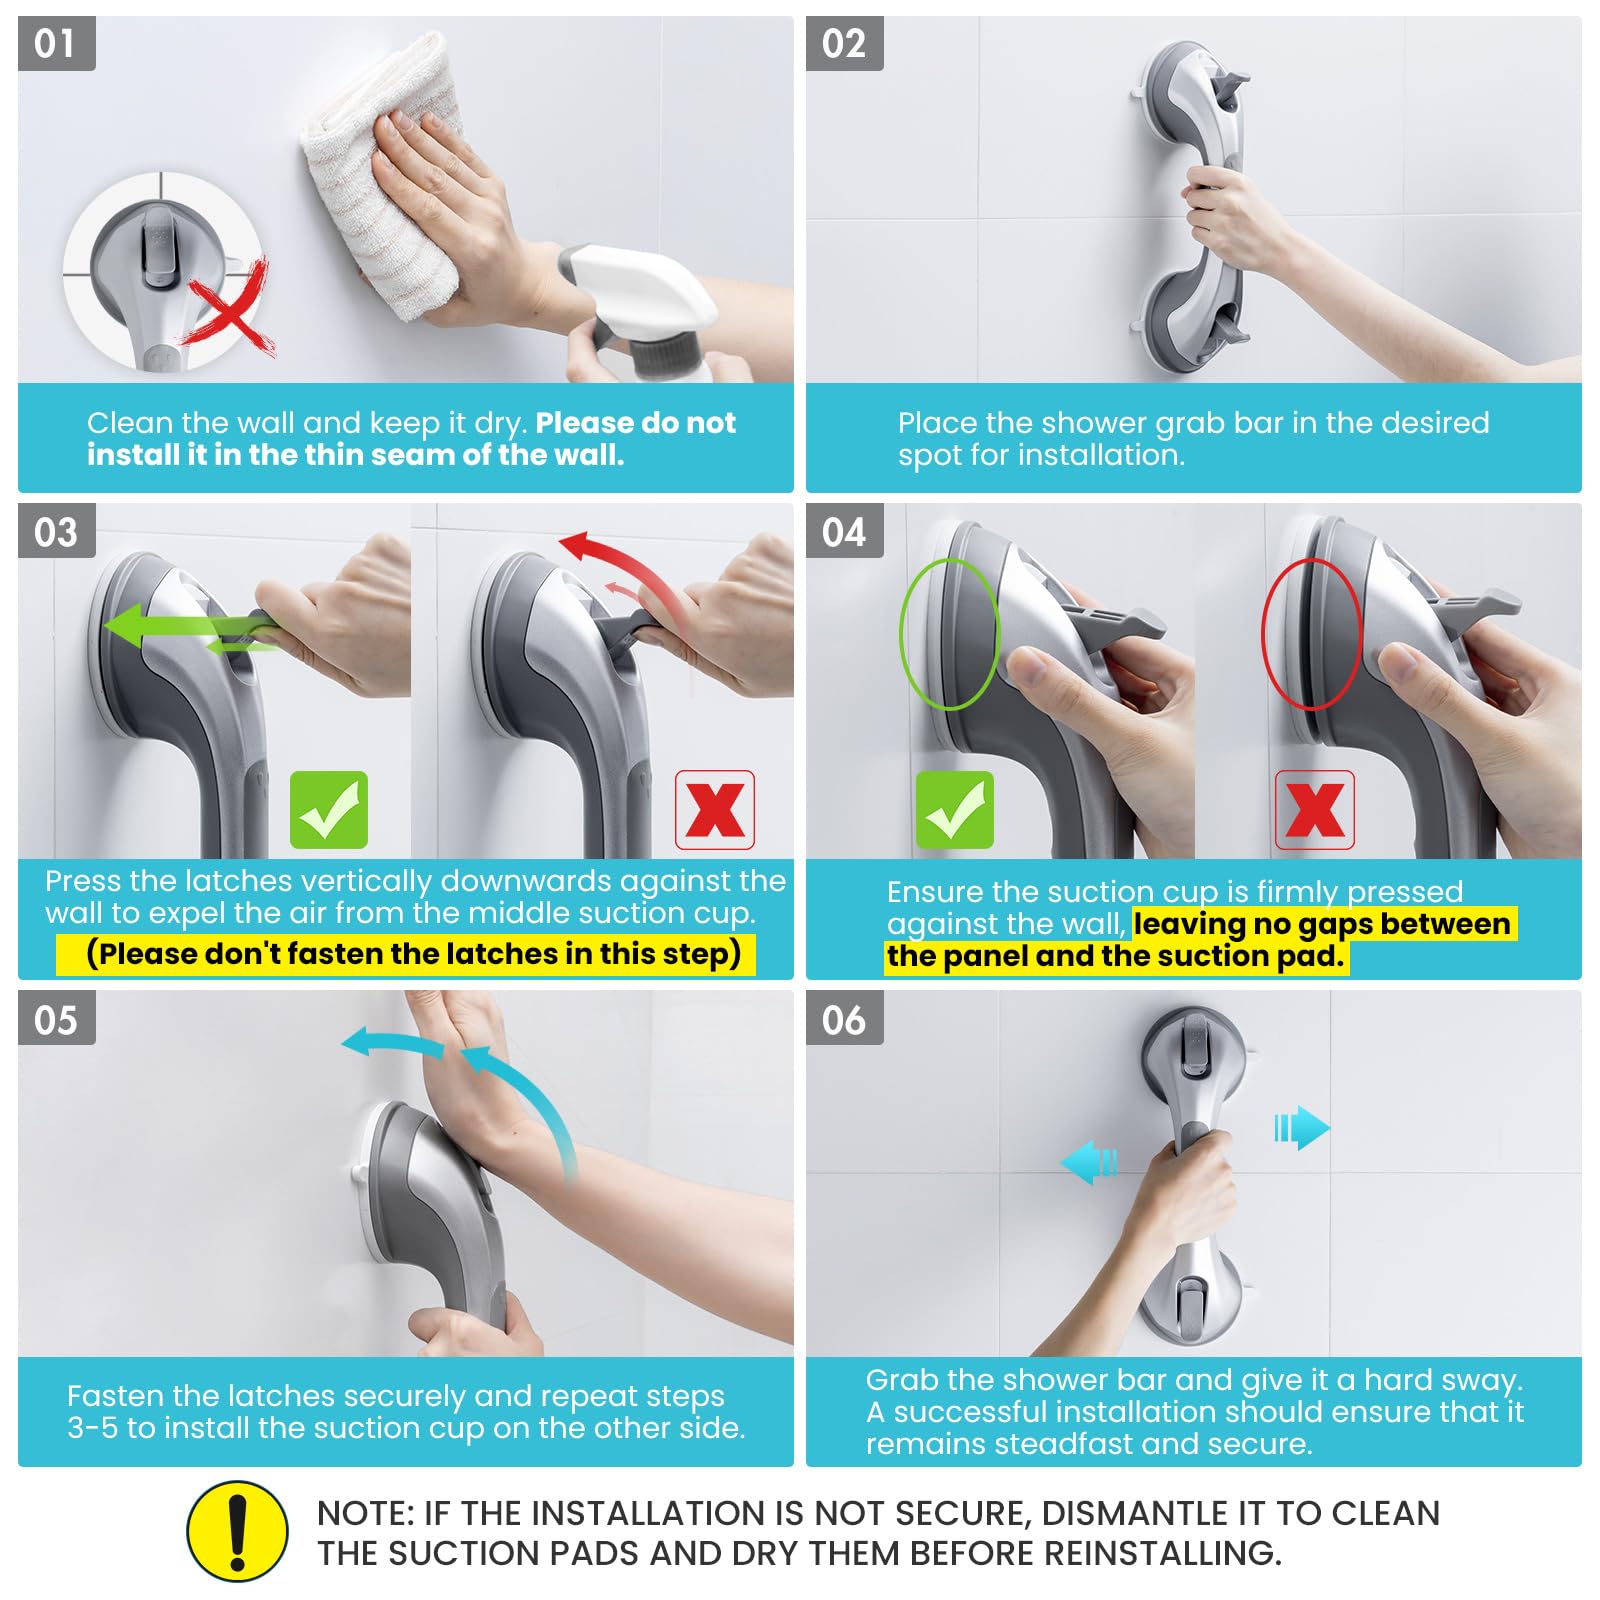 01
Clean the wall and keep it dry. Please do not
install it in the thin seam of the wall.
02
Place the shower grab bar in the desired
spot for installation.
03
Press the latches vertically downwards against the
wall to expel the air from the middle suction cup.
(Please don't fasten the latches in this step)
04
Ensure the suction cup is firmly pressed
against the wall, leaving no gaps between
the panel and the suction pad.
05
Fasten the latches securely and repeat steps
3-5 to install the suction cup on the other side.
06
Grab the shower bar and give it a hard sway.
A successful installation should ensure that it
remains steadfast and secure.
NOTE: IF THE INSTALLATION IS NOT SECURE, DISMANTLE IT TO CLEAN
THE SUCTION PADS AND DRY THEM BEFORE REINSTALLING.